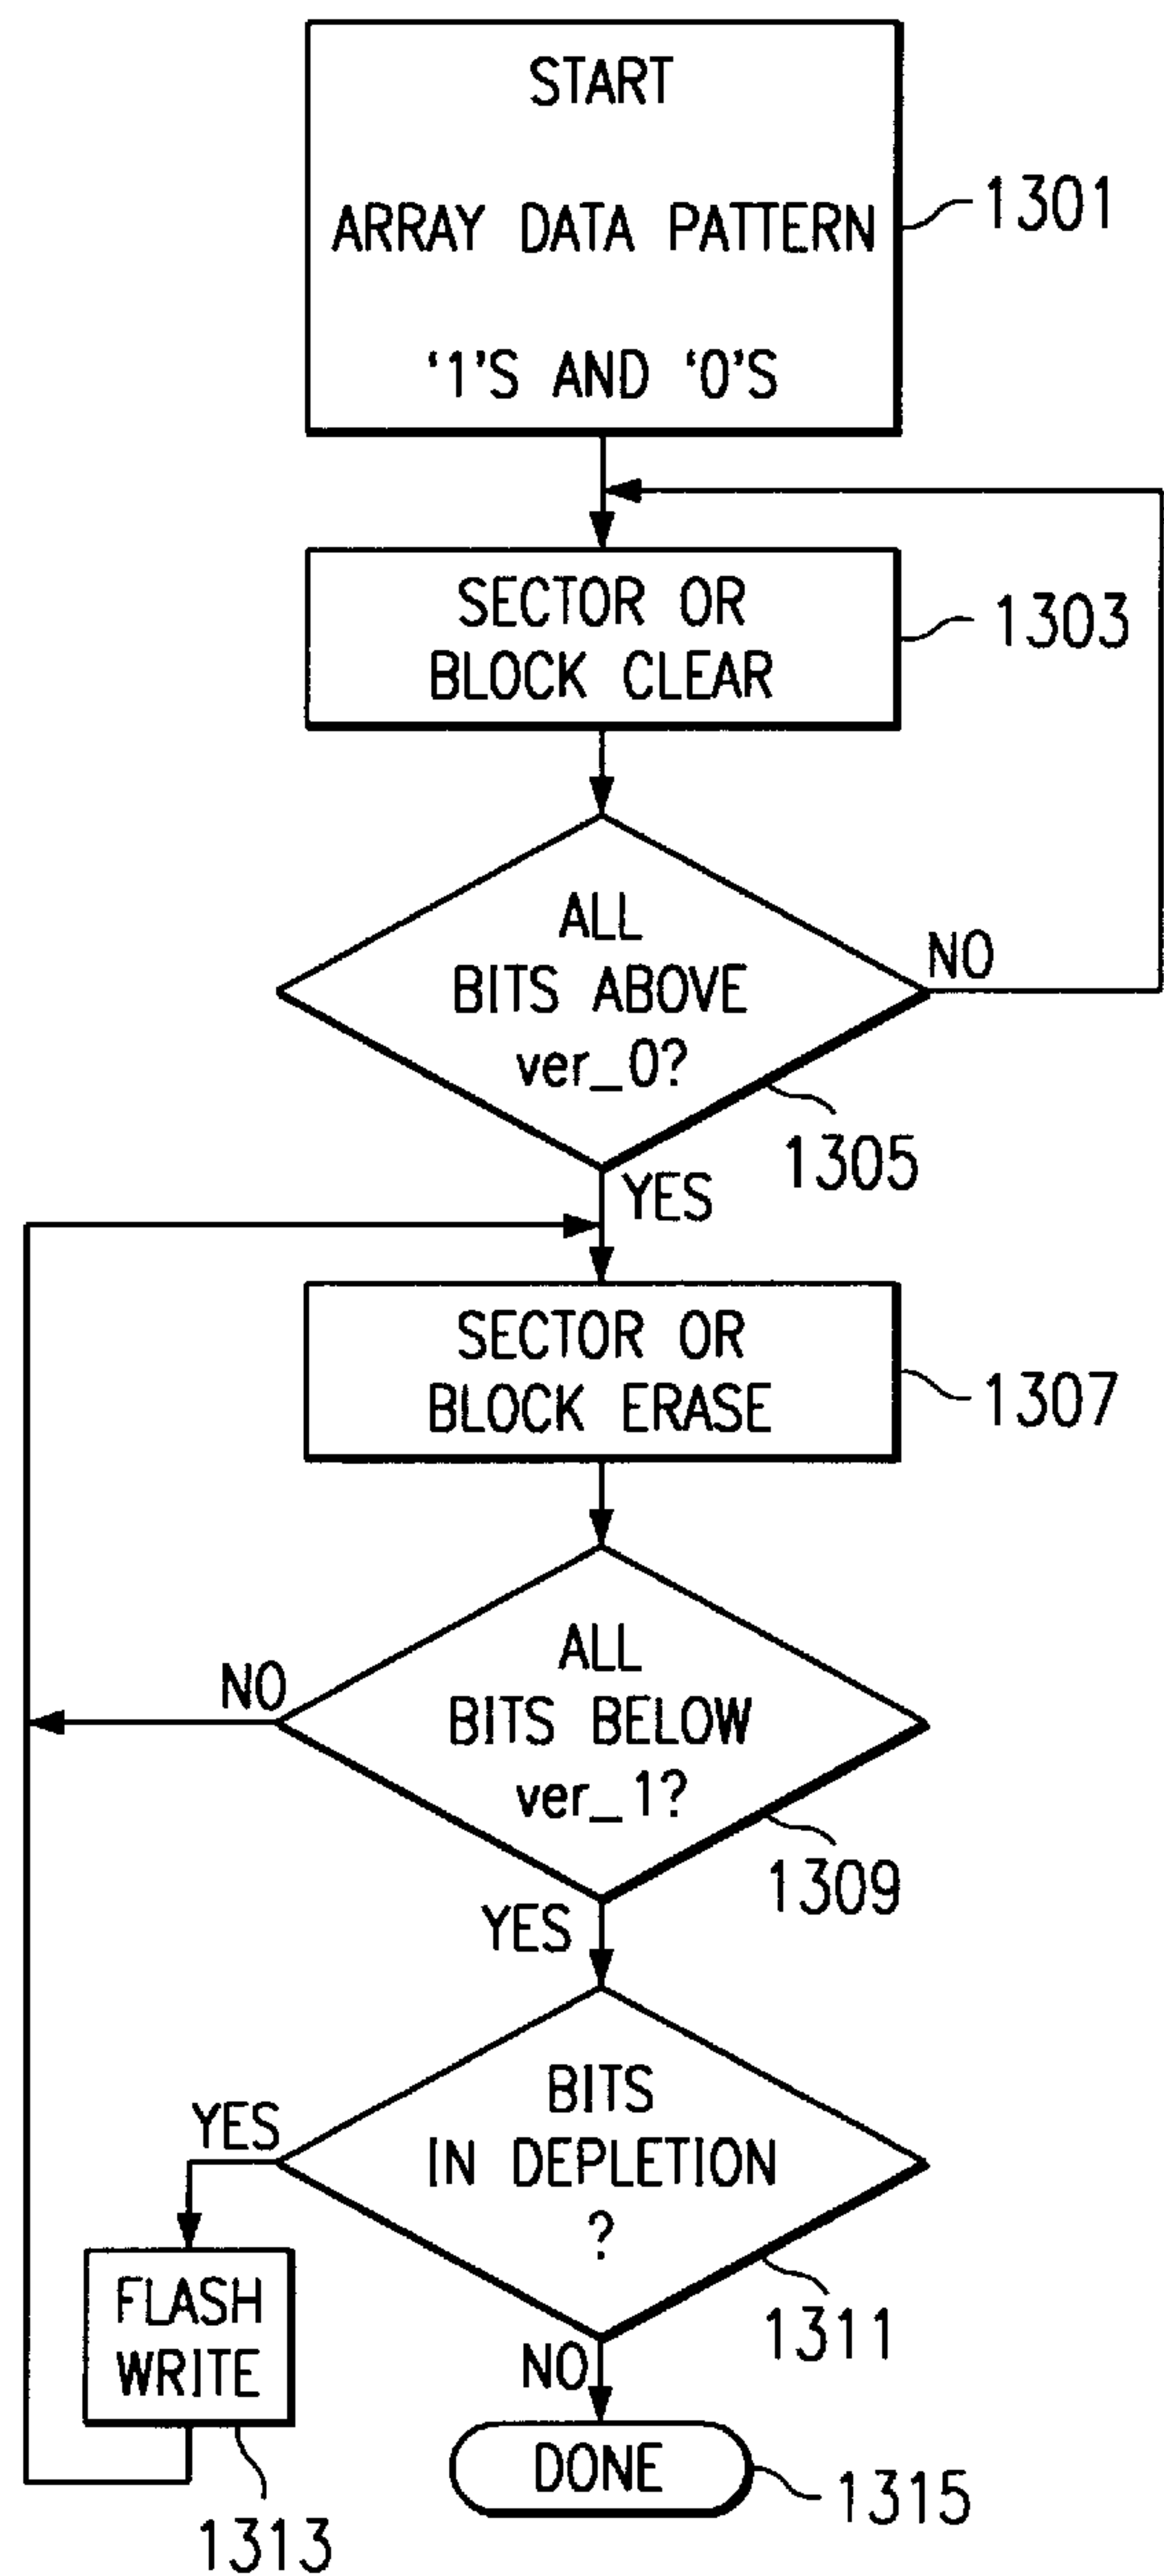 START
ARRAY DATA PATTERN
'1'S AND '0'S
1301
SECTOR OR
BLOCK CLEAR
1303
ALL
BITS ABOVE
ver_0?
NO
1305
YES
SECTOR OR
BLOCK ERASE
1307
ALL
BITS BELOW
ver_1?
NO
1309
YES
BITS
IN DEPLETION
?
YES
1311
FLASH
WRITE
NO
DONE
1315
1313